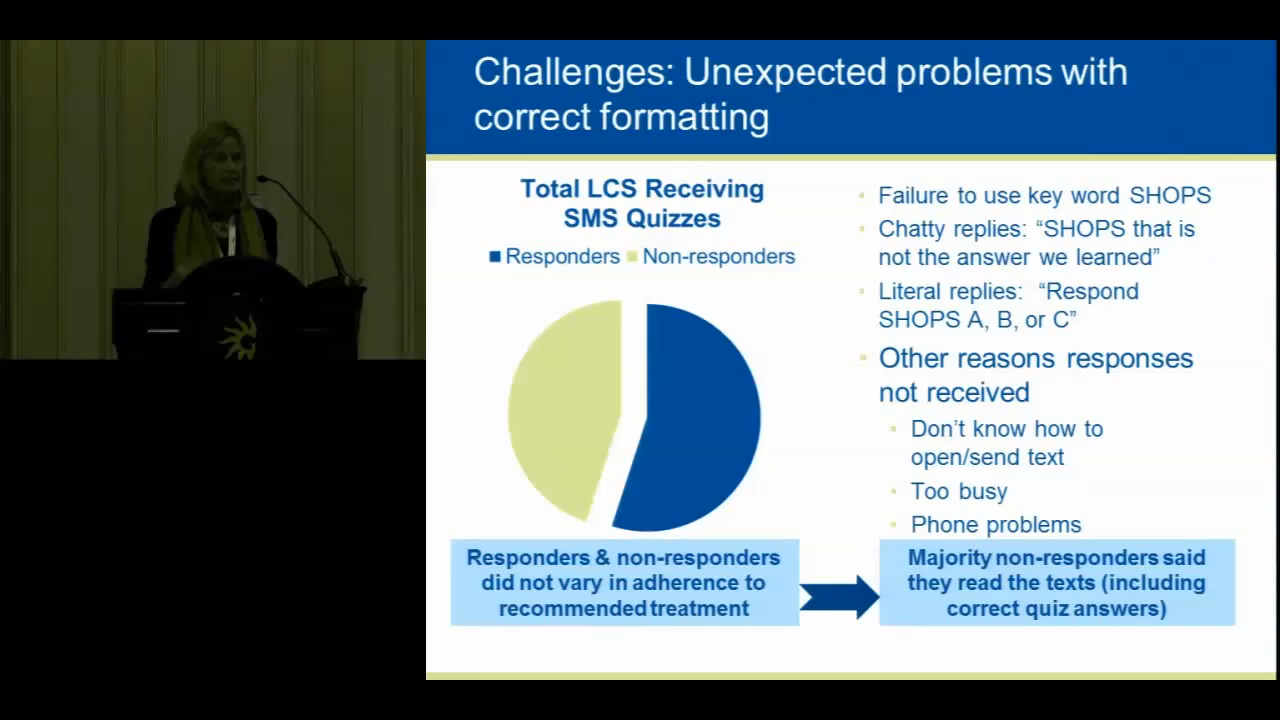 Challenges: Unexpected problems with
correct formatting
Total LCS Receiving
SMS Quizzes
Responders
Non-responders
Responders & non-responders
did not vary in adherence to
recommended treatment
Failure to use key word SHOPS
Chatty replies: “SHOPS that is
not the answer we learned”
Literal replies: “Respond
SHOPS A, B, or C”
Other reasons responses
not received
Don’t know how to
open/send text
Too busy
Phone problems
Majority non-responders said
they read the texts (including
correct quiz answers)